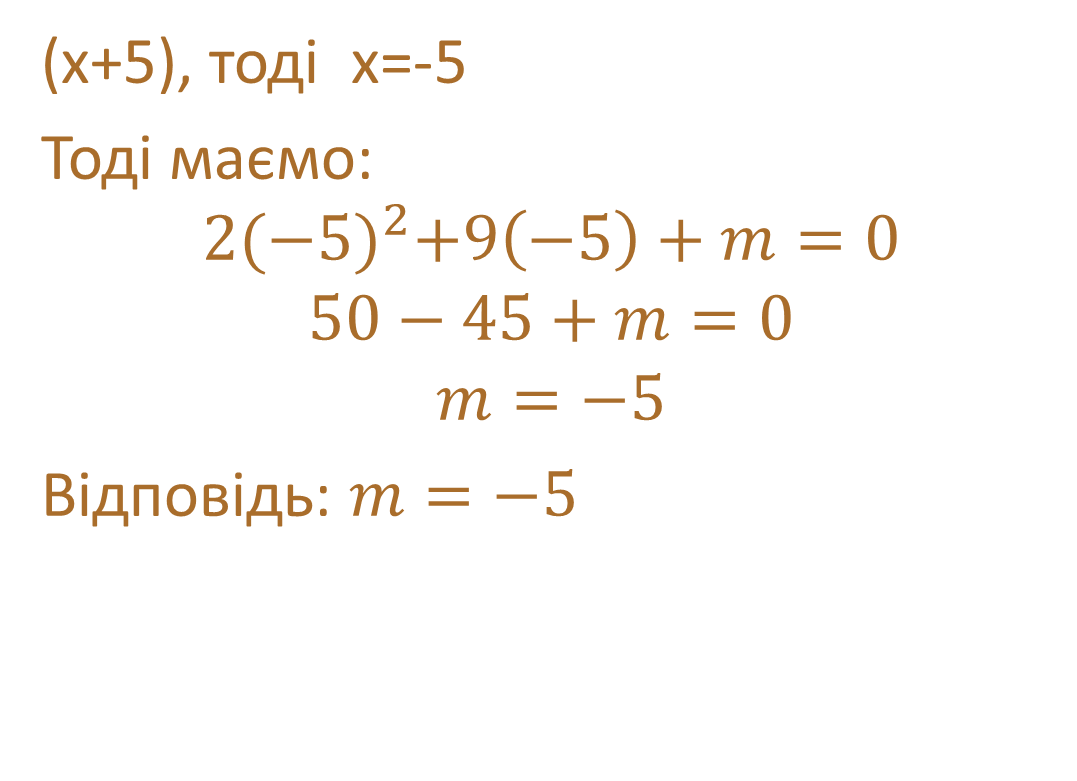 (х+5), тоді х=-5
Тоді маємо:
2(−5)²+9(−5) + m = 0
50 − 45 + m = 0
m = −5
Відповідь: m = −5